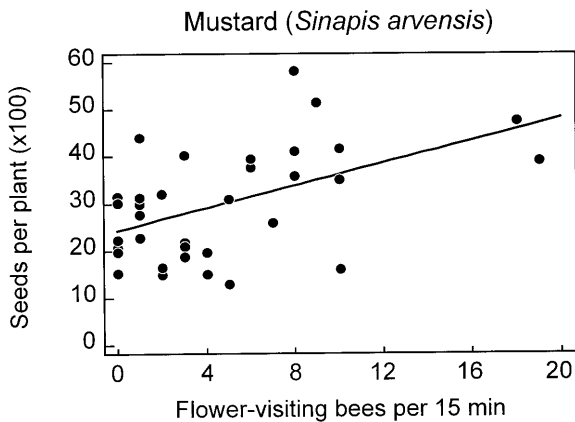 Mustard (Sinapis arvensis)
Seeds per plant (x100)
60
50
40
30
20
10
0
0 4 8 12 16 20
Flower-visiting bees per 15 min